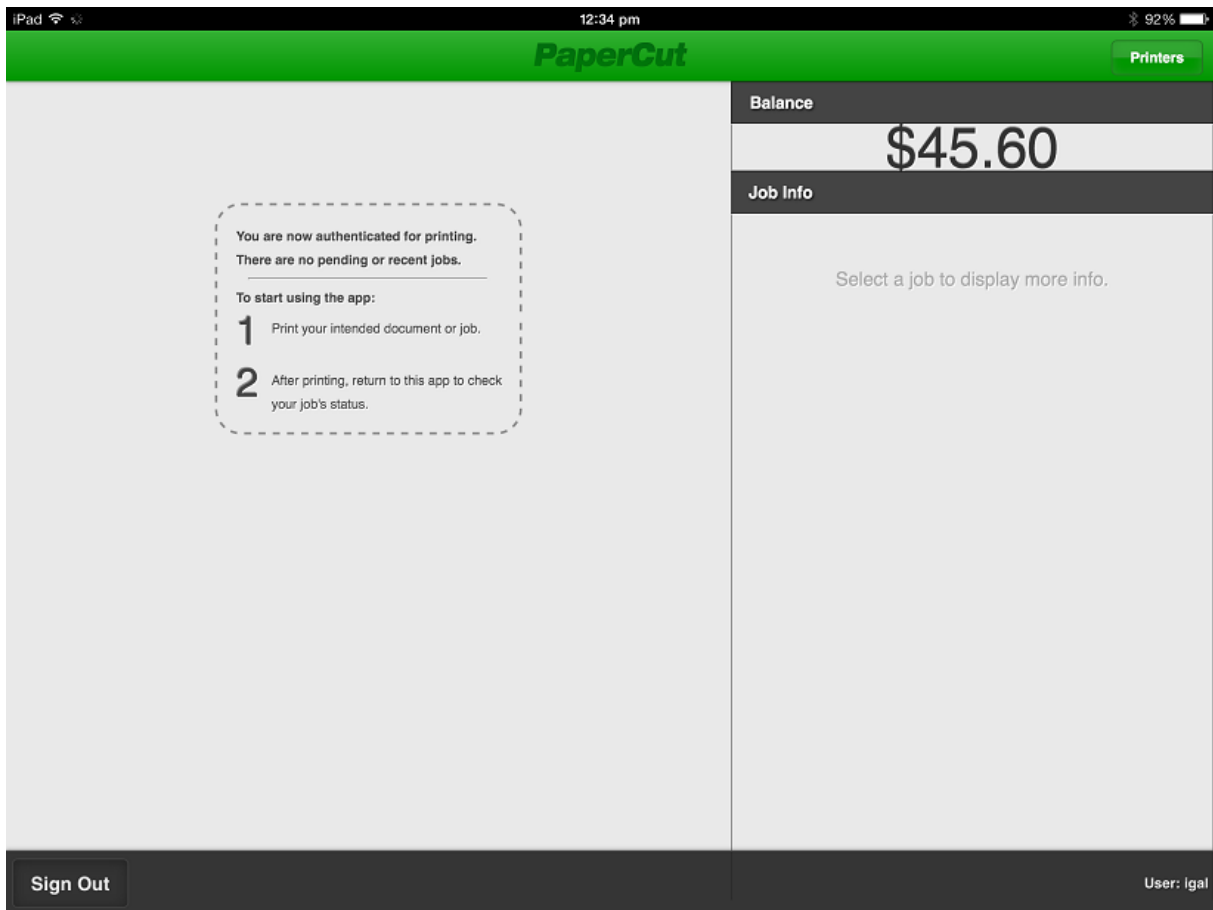 iPad 12:34 pm 92%
PaperCut Printers
Balance
$45.60
Job Info
Select a job to display more info.
You are now authenticated for printing.
There are no pending or recent jobs.
To start using the app:
1 Print your intended document or job.
2 After printing, return to this app to check
your job's status.
Sign Out User: igal